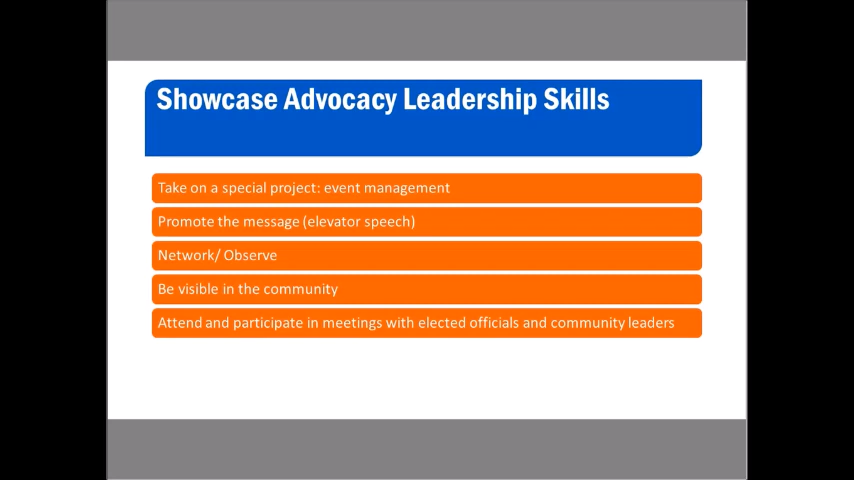 Showcase Advocacy Leadership Skills
Take on a special project: event management
Promote the message (elevator speech)
Network/ Observe
Be visible in the community
Attend and participate in meetings with elected officials and community leaders